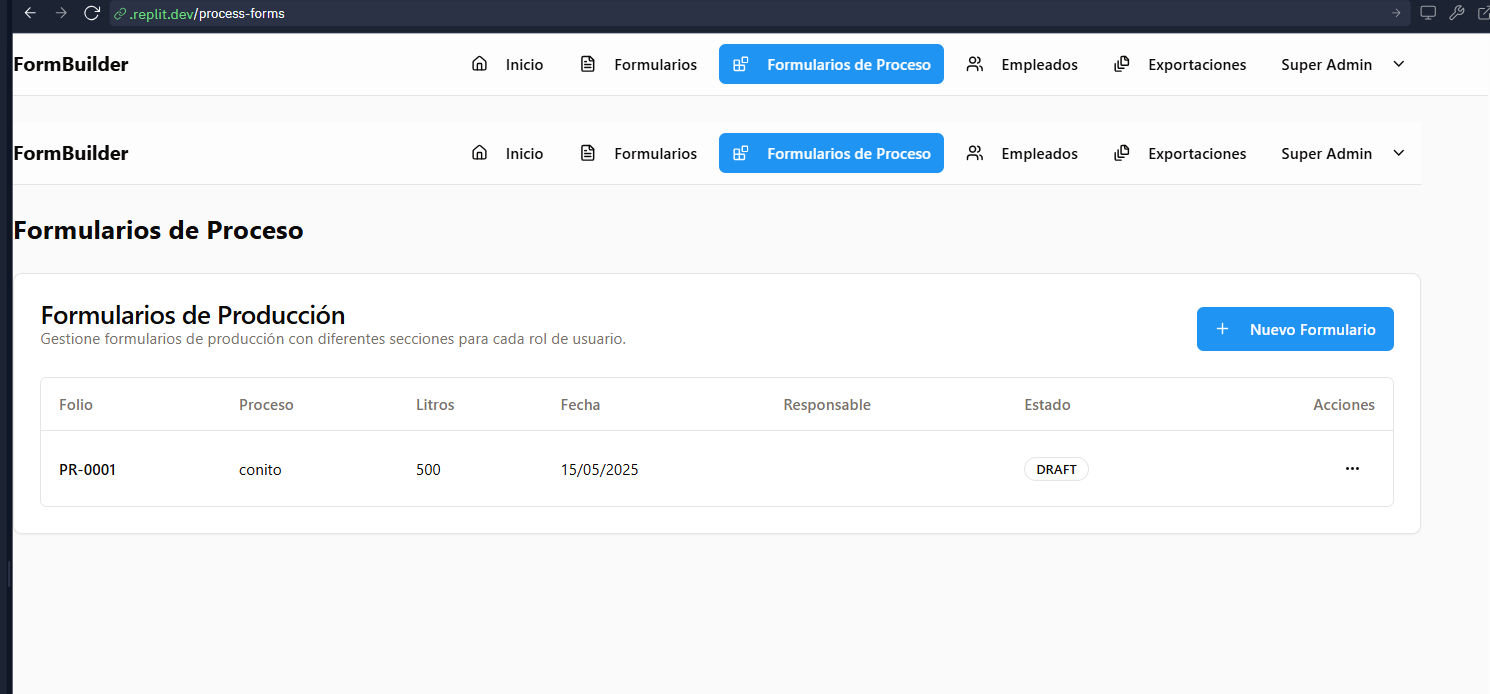 .replit.dev/process-forms
FormBuilder Inicio Formularios Formularios de Proceso Empleados Exportaciones Super Admin
FormBuilder Inicio Formularios Formularios de Proceso Empleados Exportaciones Super Admin
Formularios de Proceso
Formularios de Producción
Gestione formularios de producción con diferentes secciones para cada rol de usuario.
+ Nuevo Formulario
Folio Proceso Litros Fecha Responsable Estado Acciones
PR-0001 conito 500 15/05/2025 DRAFT ...